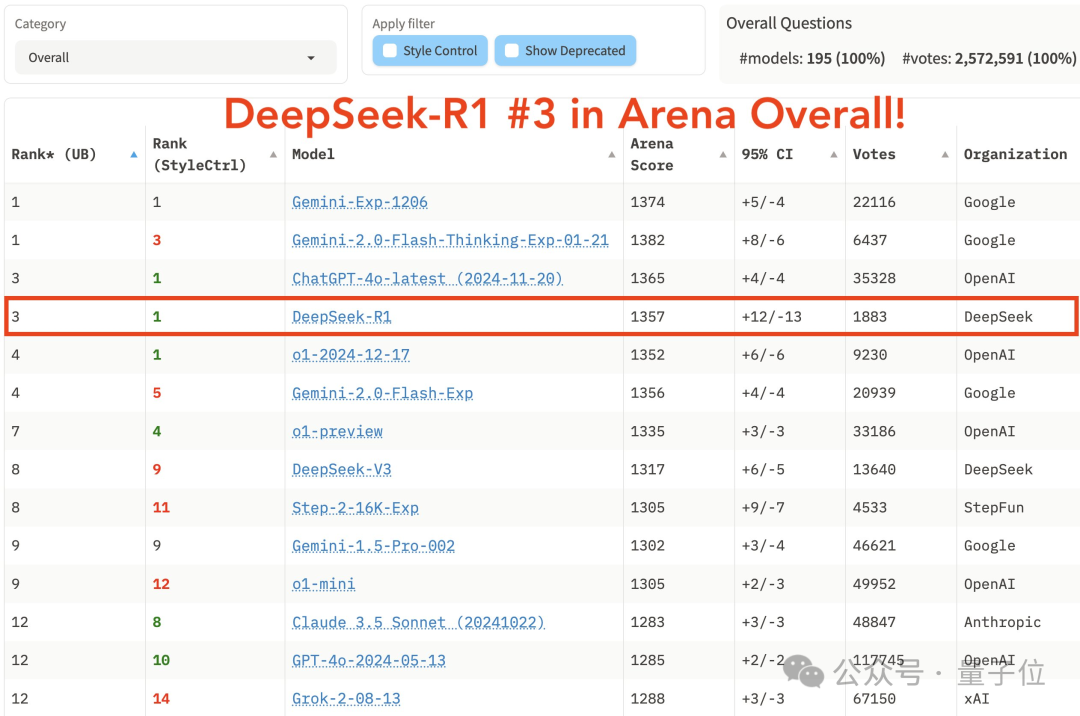 Category
Apply filter
Overall Questions
Overall
Style Control Show Deprecated
#models: 195 (100%) #votes: 2,572,591 (100%)
DeepSeek-R1 #3 in Arena Overall!
Rank* (UB) Rank (StyleCtrl) Model Arena Score 95% CI Votes Organization
1 1 Gemini-Exp-1206 1374 +5/-4 22116 Google
1 3 Gemini-2.0-Flash-Thinking-Exp-01-21 1382 +8/-6 6437 Google
3 1 ChatGPT-4o-latest (2024-11-20) 1365 +4/-4 35328 OpenAI
3 1 DeepSeek-R1 1357 +12/-13 1883 DeepSeek
4 1 o1-2024-12-17 1352 +6/-6 9230 OpenAI
4 5 Gemini-2.0-Flash-Exp 1356 +4/-4 20939 Google
7 4 o1-preview 1335 +3/-3 33186 OpenAI
8 9 DeepSeek-V3 1317 +6/-5 13640 DeepSeek
8 11 Step-2-16K-Exp 1305 +9/-7 4533 StepFun
9 9 Gemini-1.5-Pro-002 1302 +3/-4 46621 Google
9 12 o1-mini 1305 +2/-3 49952 OpenAI
12 8 Claude 3.5 Sonnet (20241022) 1283 +3/-3 48847 Anthropic
12 10 GPT-4o-2024-05-13 1285 +2/-2 117745 OpenAI
公众号 · 量子位
12 14 Grok-2-08-13 1288 +3/-3 67150 xAI